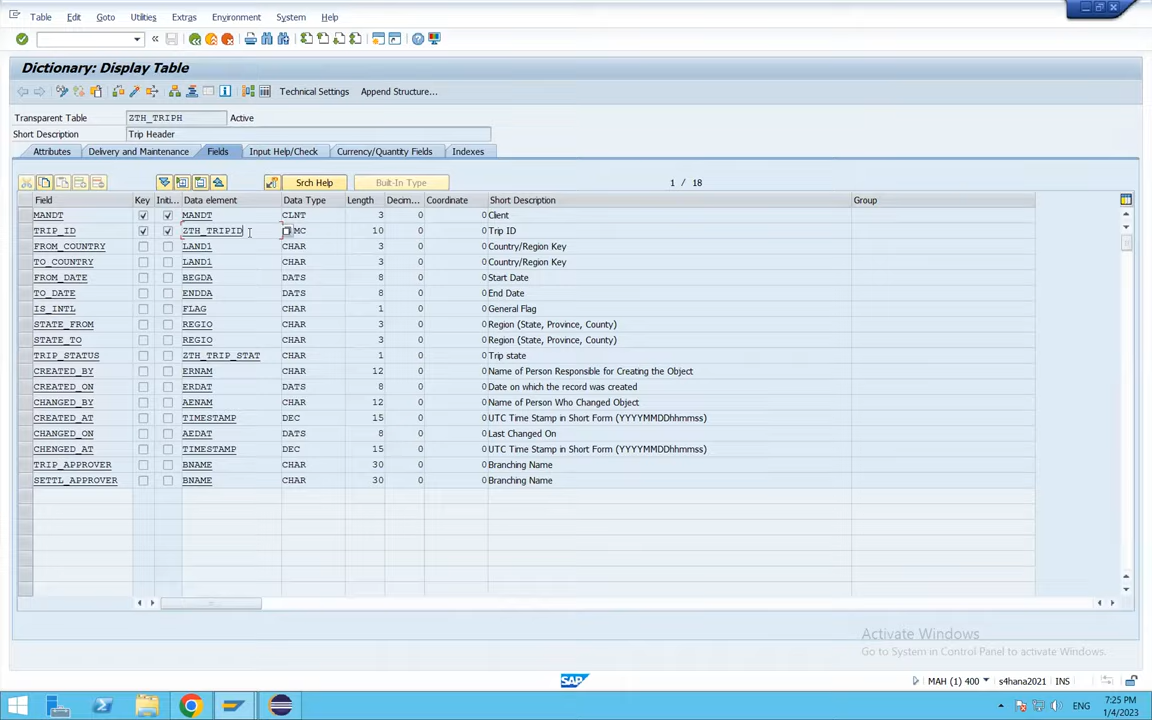 Table Edit Goto Utilities Extras Environment System Help
Dictionary: Display Table
Technical Settings Append Structure...
Transparent Table ZTH_TRIPH Active
Short Description Trip Header
Attributes Delivery and Maintenance Fields Input Help/Check Currency/Quantity Fields Indexes
Srch Help Built-In Type 1 / 18
Field Key Initi... Data element Data Type Length Decim... Coordinate Short Description Group
MANDT MANDT CLNT 3 0 0 Client
TRIP_ID ZTH_TRIPID MC 10 0 0 Trip ID
FROM_COUNTRY LAND1 CHAR 3 0 0 Country/Region Key
TO_COUNTRY LAND1 CHAR 3 0 0 Country/Region Key
FROM_DATE BEGDA DATS 8 0 0 Start Date
TO_DATE ENDDA DATS 8 0 0 End Date
IS_INTL FLAG CHAR 1 0 0 General Flag
STATE_FROM REGIO CHAR 3 0 0 Region (State, Province, County)
STATE_TO REGIO CHAR 3 0 0 Region (State, Province, County)
TRIP_STATUS ZTH_TRIP_STAT CHAR 1 0 0 Trip state
CREATED_BY ERNAM CHAR 12 0 0 Name of Person Responsible for Creating the Object
CREATED_ON ERDAT DATS 8 0 0 Date on which the record was created
CHANGED_BY AENAM CHAR 12 0 0 Name of Person Who Changed Object
CREATED_AT TIMESTAMP DEC 15 0 0 UTC Time Stamp in Short Form (YYYYMMDDhhmmss)
CHANGED_ON AEDAT DATS 8 0 0 Last Changed On
CHENGED_AT TIMESTAMP DEC 15 0 0 UTC Time Stamp in Short Form (YYYYMMDDhhmmss)
TRIP_APPROVER BNAME CHAR 30 0 0 Branching Name
SETTL_APPROVER BNAME CHAR 30 0 0 Branching Name
Activate Windows
Go to System in Control Panel to activate Windows.
SAP MAH (1) 400 s4hana2021 INS
ENG 7:25 PM
1/4/2023